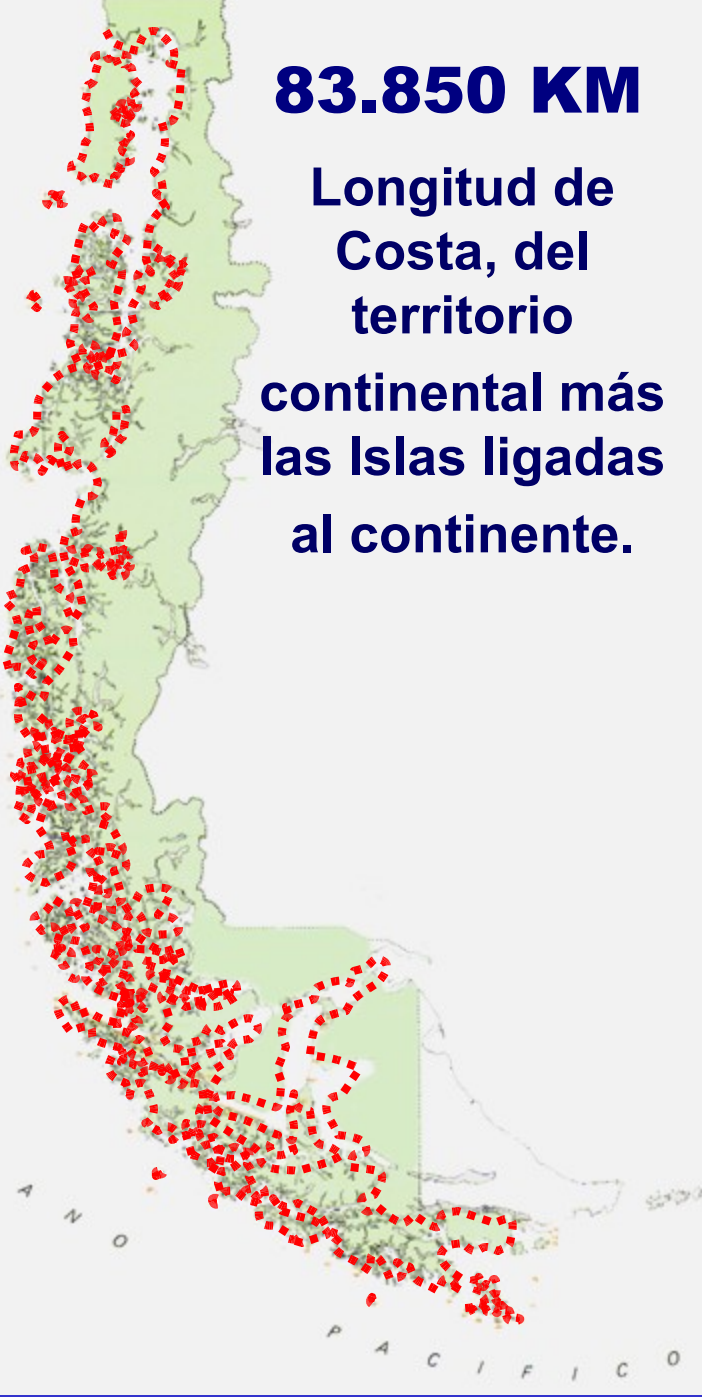 83.850 KM
Longitud de
Costa, del
territorio
continental más
las Islas ligadas
al continente.
A N O
P A C I F I C O